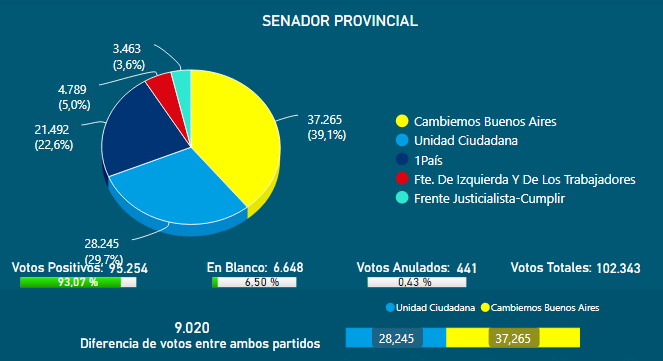 SENADOR PROVINCIAL
3.463
(3,6%)
4.789
(5,0%)
37.265
(39,1%)
21.492
(22,6%)
28.245
(29,7%)
Cambiemos Buenos Aires
Unidad Ciudadana
1País
Fte. De Izquierda Y De Los Trabajadores
Frente Justicialista-Cumplir
Votos Positivos: 95.254
93,07 %
En Blanco: 6.648
6,50 %
Votos Anulados: 441
0,43 %
Votos Totales: 102.343
Unidad Ciudadana Cambiemos Buenos Aires
9.020
Diferencia de votos entre ambos partidos
28,245 37,265